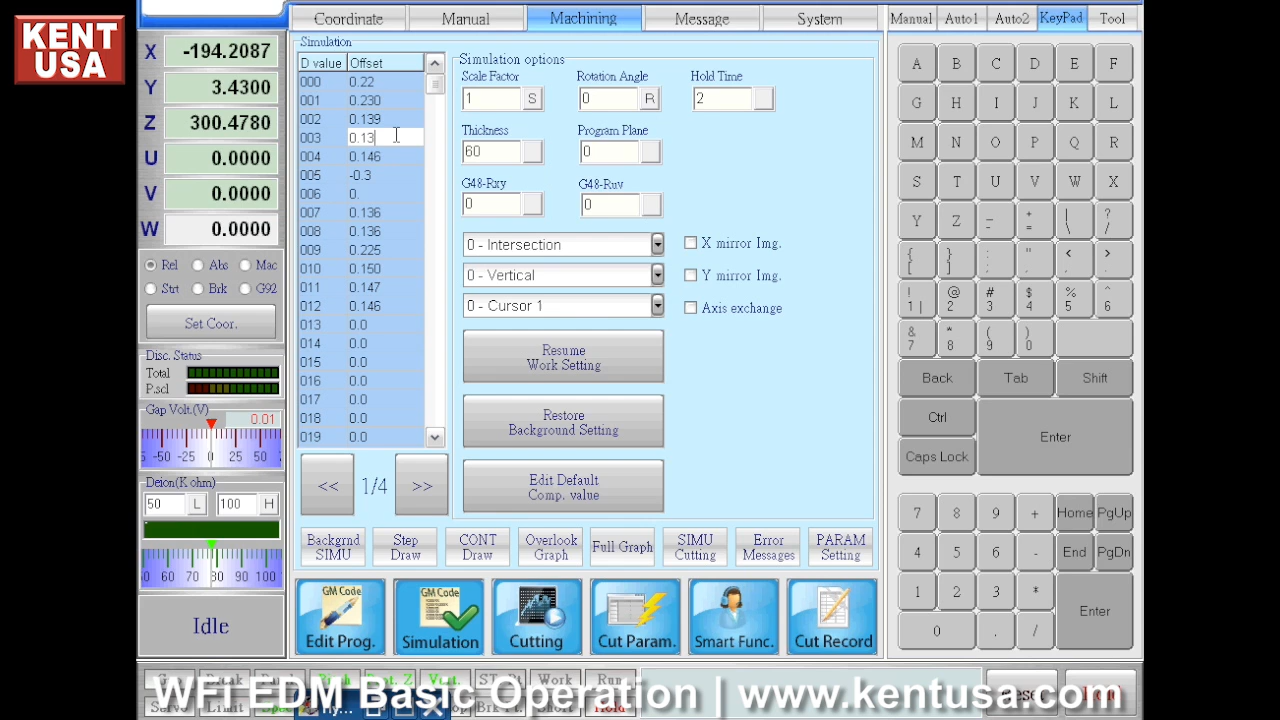 KENT
USA
X -194.2087
Y 3.4300
Z 300.4780
U 0.0000
V 0.0000
W 0.0000
Rel Abs Mac
Strt Brk G92
Set Coor.
Disc. Status
Total
P.scl
Gap Volt.(V)
0.01
-50 -25 0 25 50
Deion(K ohm)
50 L 100 H
60 70 80 90 100
Idle
Coordinate Manual Machining Message System
Simulation
D value Offset
000 0.22
001 0.230
002 0.139
003 0.13
004 0.146
005 -0.3
006 0.
007 0.136
008 0.136
009 0.225
010 0.150
011 0.147
012 0.146
013 0.0
014 0.0
015 0.0
016 0.0
017 0.0
018 0.0
019 0.0
<< 1/4 >>
Simulation options
Scale Factor Rotation Angle Hold Time
1 S 0 R 2
Thickness Program Plane
60 0
G48-Rxy G48-Ruv
0 0
0 - Intersection X mirror Img.
0 - Vertical Y mirror Img.
0 - Cursor 1 Axis exchange
Resume
Work Setting
Restore
Background Setting
Edit Default
Comp. value
Backgrnd
SIMU
Step
Draw
CONT
Draw
Overlook
Graph
Full Graph
SIMU
Cutting
Error
Messages
PARAM
Setting
GM Code
Edit Prog.
GM Code
Simulation
Cutting
Cut Param.
Smart Func.
Cut Record
Manual Auto1 Auto2 KeyPad Tool
A B C D E F
G H I J K L
M N O P Q R
S T U V W X
Y Z _ - + = | \ ? /
{ [ } ] : ; " ' < , > .
! 1 | @ 2 # 3 $ 4 % 5 ^ 6
& 7 * 8 ( 9 ) 0
Back Tab Shift
Ctrl
Enter
Caps Lock
7 8 9 + Home PgUp
4 5 6 - End PgDn
1 2 3 * Enter
0 . /
WFi EDM Basic Operation | www.kentusa.com